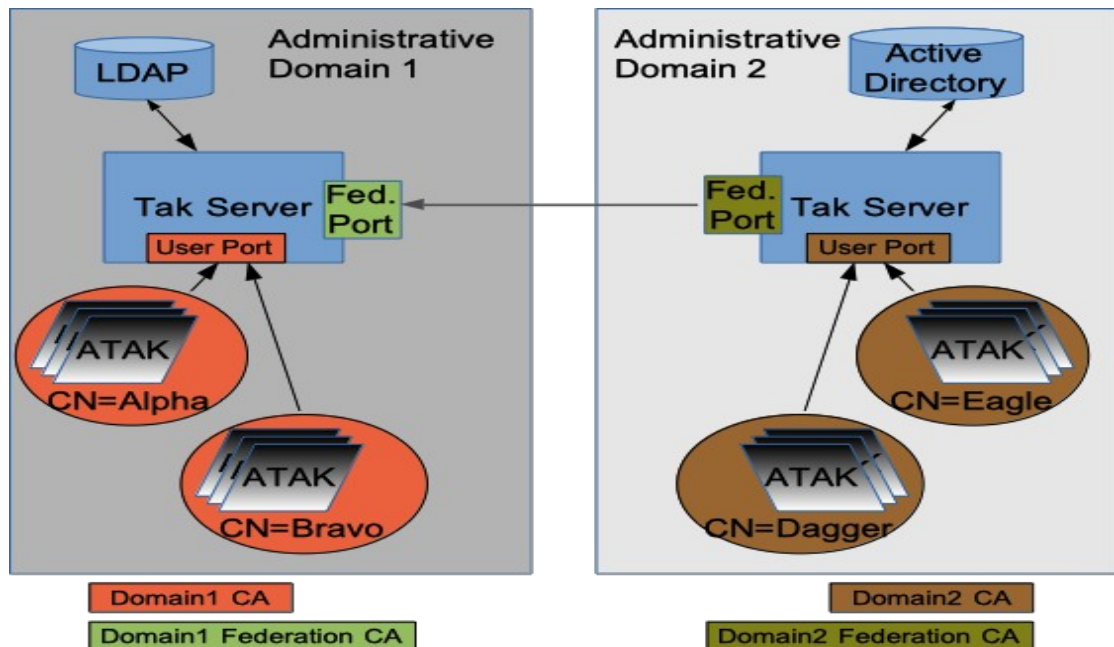 Administrative
Domain 1
LDAP
Tak Server
Fed.
Port
User Port
ATAK
CN=Alpha
ATAK
CN=Bravo
Administrative
Domain 2
Active
Directory
Fed.
Port
Tak Server
User Port
ATAK
CN=Eagle
ATAK
CN=Dagger
Domain1 CA
Domain1 Federation CA
Domain2 CA
Domain2 Federation CA